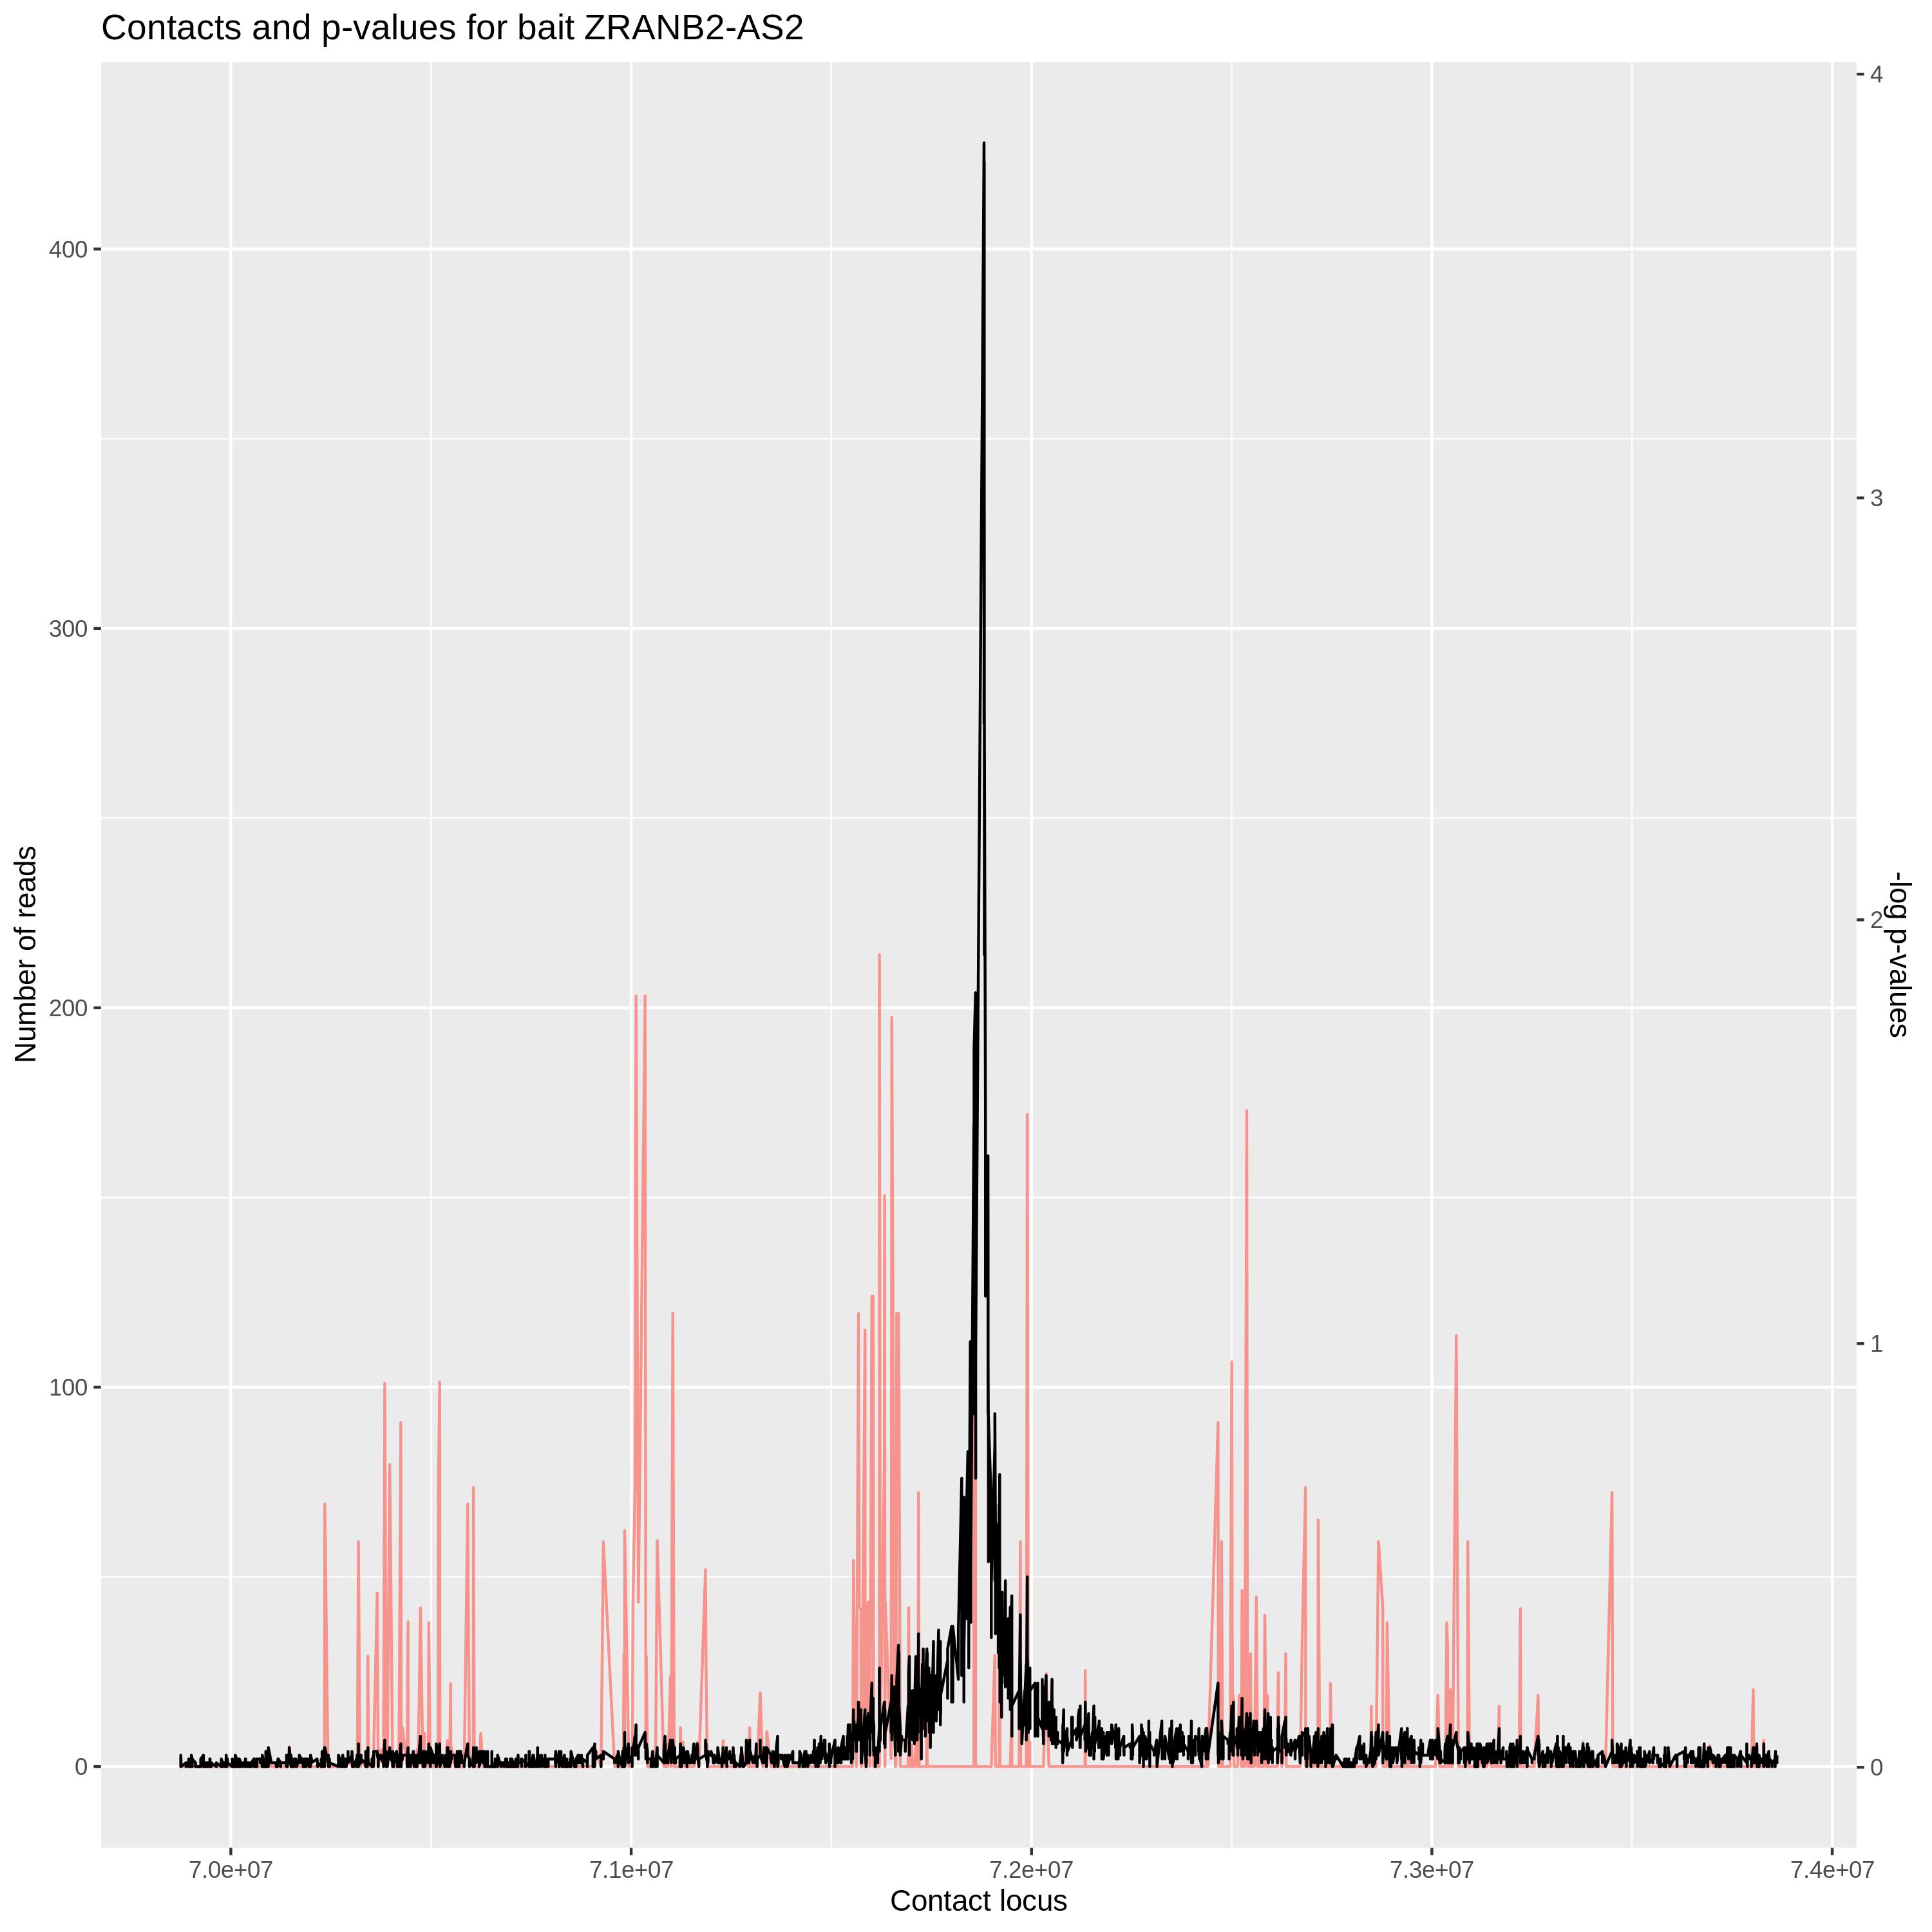 Contacts and p-values for bait ZRANB2-AS2
Number of reads
400
300
200
100
0
4
3
2
1
0
-log p-values
7.0e+07
7.1e+07
7.2e+07
7.3e+07
7.4e+07
Contact locus